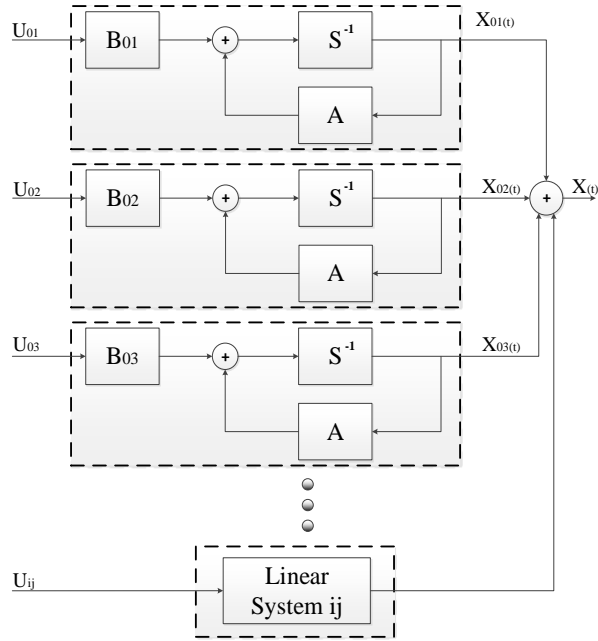 U01
B01
+
S-1
X01(t)
A
U02
B02
+
S-1
X02(t)
+
X(t)
A
U03
B03
+
S-1
X03(t)
A
Uij
Linear
System ij